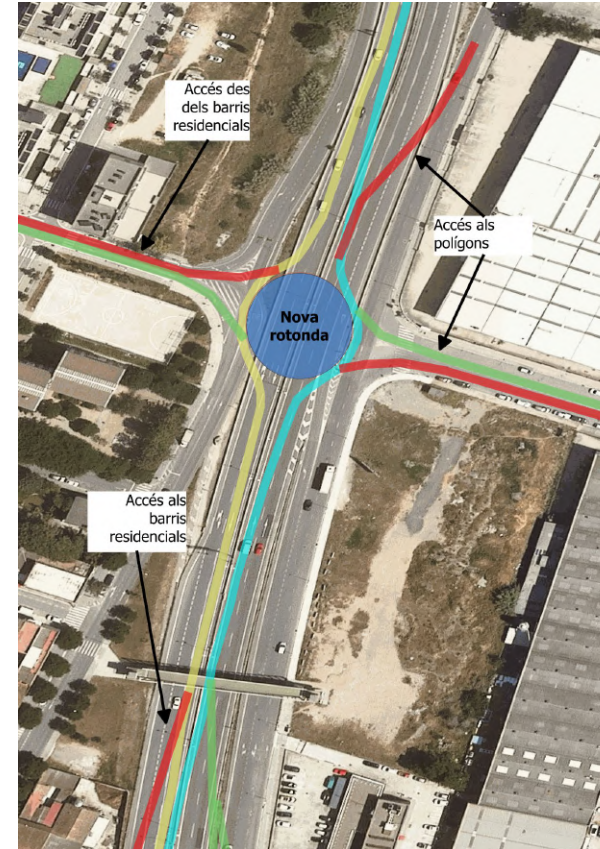 Accés des
dels barris
residencials
Accés als
polígons
Nova
rotonda
Accés als
barris
residencials